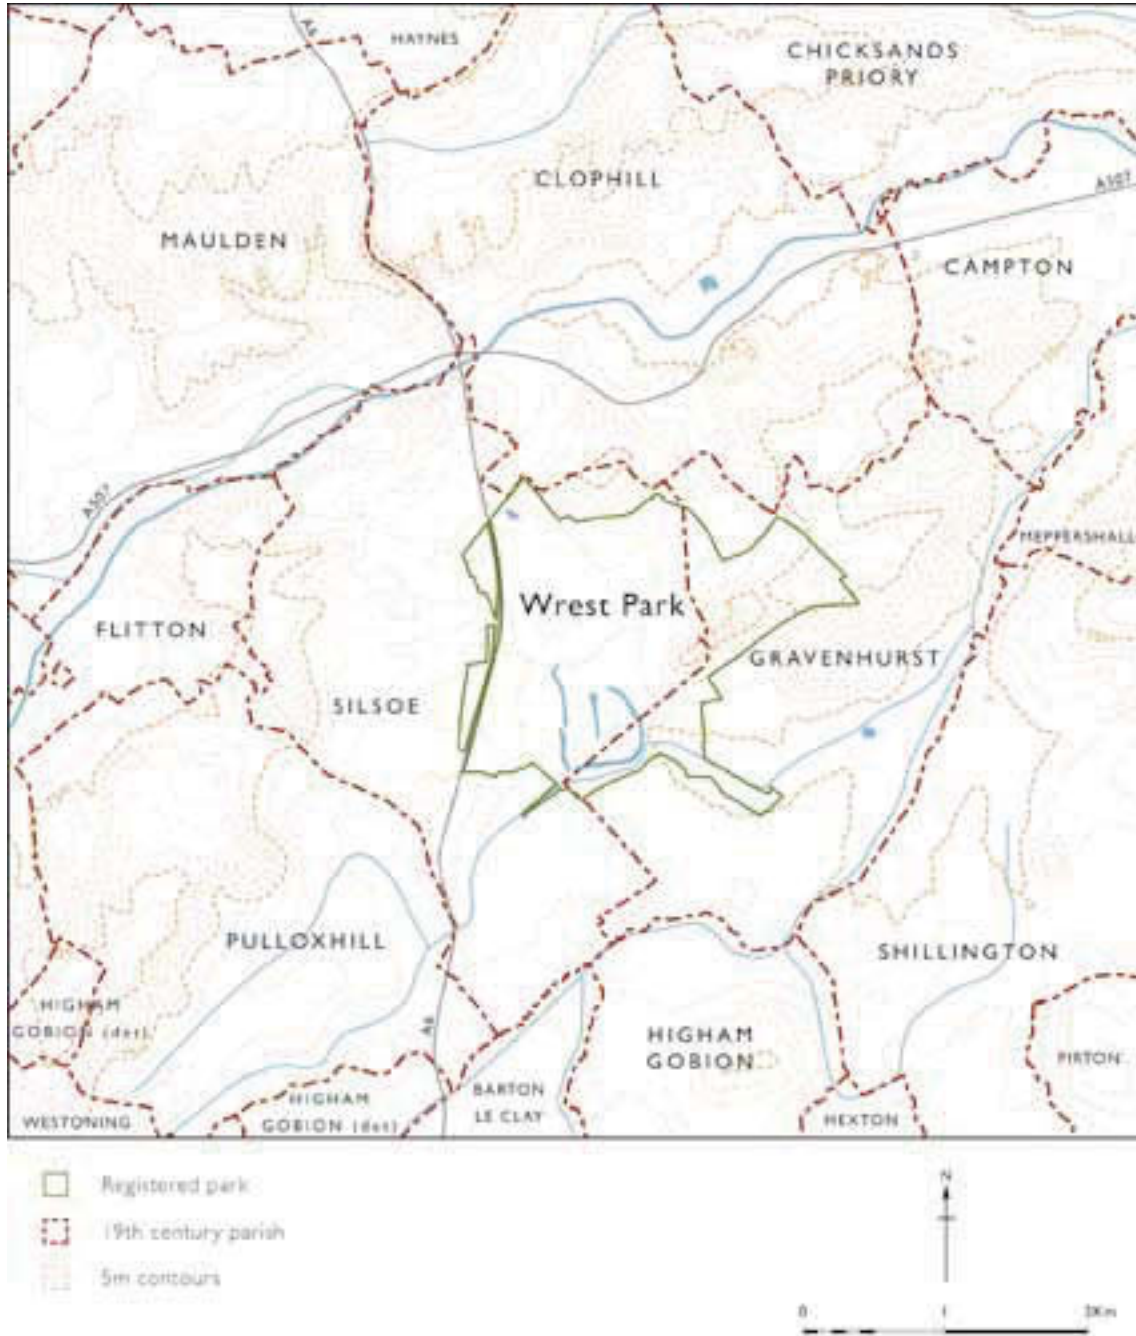 A6
HAYNES
CHICKSANDS
PRIORY
CLOPHILL
A507
MAULDEN
CAMPTON
A507
MEPPERSHALL
Wrest Park
FLITTON
GRAVENHURST
SILSOE
PULLOXHILL
SHILLINGTON
HIGHAM
GOBION (det)
A6
HIGHAM
GOBION
PIRTON
BARTON
LE CLAY
HIGHAM
GOBION (det)
WESTONING
HEXTON
Registered park
19th century parish
5m contours
N
0 1 2Km